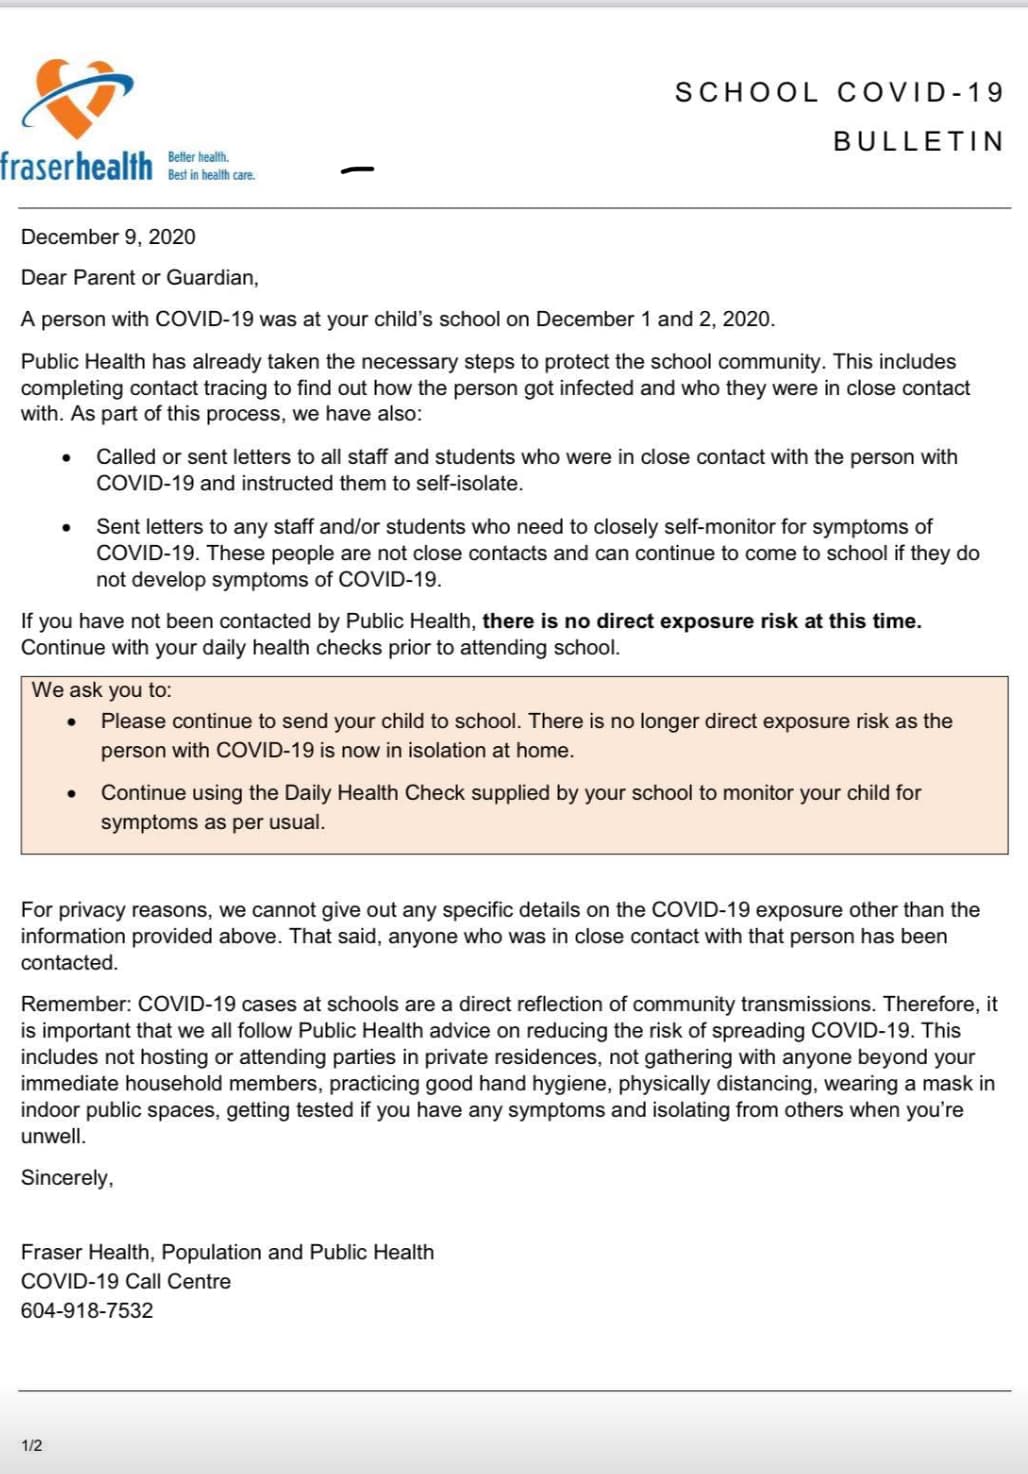 SCHOOL COVID-19
BULLETIN
fraserhealth
Better health.
Best in health care.
December 9, 2020
Dear Parent or Guardian,
A person with COVID-19 was at your child's school on December 1 and 2, 2020.
Public Health has already taken the necessary steps to protect the school community. This includes
completing contact tracing to find out how the person got infected and who they were in close contact
with. As part of this process, we have also:
• Called or sent letters to all staff and students who were in close contact with the person with
COVID-19 and instructed them to self-isolate.
• Sent letters to any staff and/or students who need to closely self-monitor for symptoms of
COVID-19. These people are not close contacts and can continue to come to school if they do
not develop symptoms of COVID-19.
If you have not been contacted by Public Health, there is no direct exposure risk at this time.
Continue with your daily health checks prior to attending school.
We ask you to:
• Please continue to send your child to school. There is no longer direct exposure risk as the
person with COVID-19 is now in isolation at home.
• Continue using the Daily Health Check supplied by your school to monitor your child for
symptoms as per usual.
For privacy reasons, we cannot give out any specific details on the COVID-19 exposure other than the
information provided above. That said, anyone who was in close contact with that person has been
contacted.
Remember: COVID-19 cases at schools are a direct reflection of community transmissions. Therefore, it
is important that we all follow Public Health advice on reducing the risk of spreading COVID-19. This
includes not hosting or attending parties in private residences, not gathering with anyone beyond your
immediate household members, practicing good hand hygiene, physically distancing, wearing a mask in
indoor public spaces, getting tested if you have any symptoms and isolating from others when you're
unwell.
Sincerely,
Fraser Health, Population and Public Health
COVID-19 Call Centre
604-918-7532
1/2